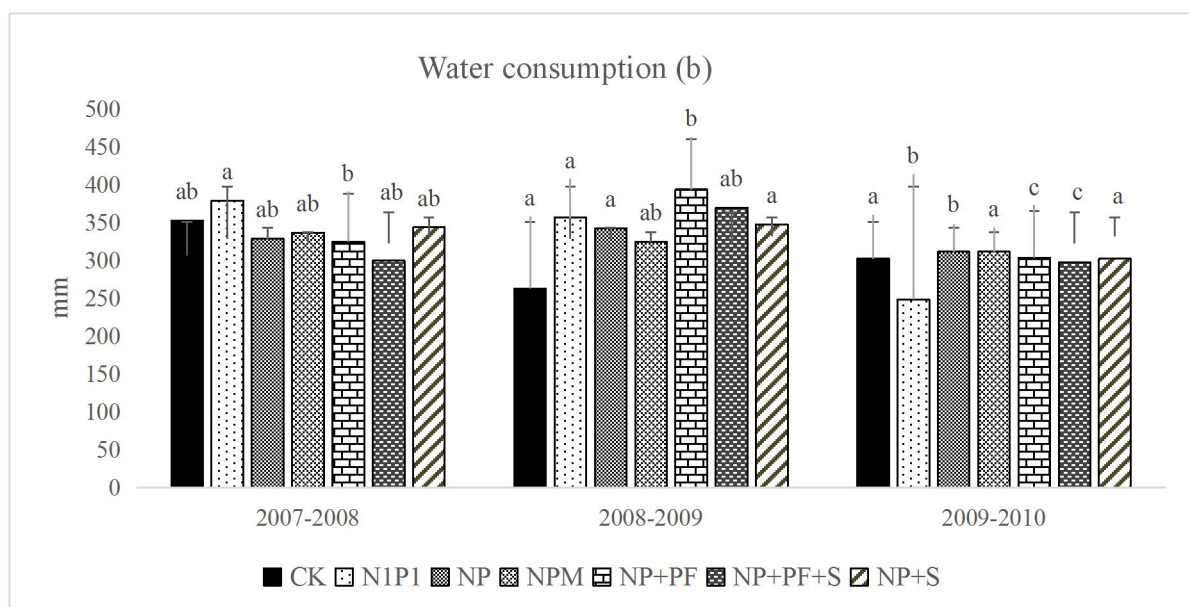 Water consumption (b)
500
450
400
350
300
250
200
150
100
50
0
mm
ab a ab ab b ab ab
a a a ab b ab a
a b b a c c a
2007-2008 2008-2009 2009-2010
CK N1P1 NP NPM NP+PF NP+PF+S NP+S